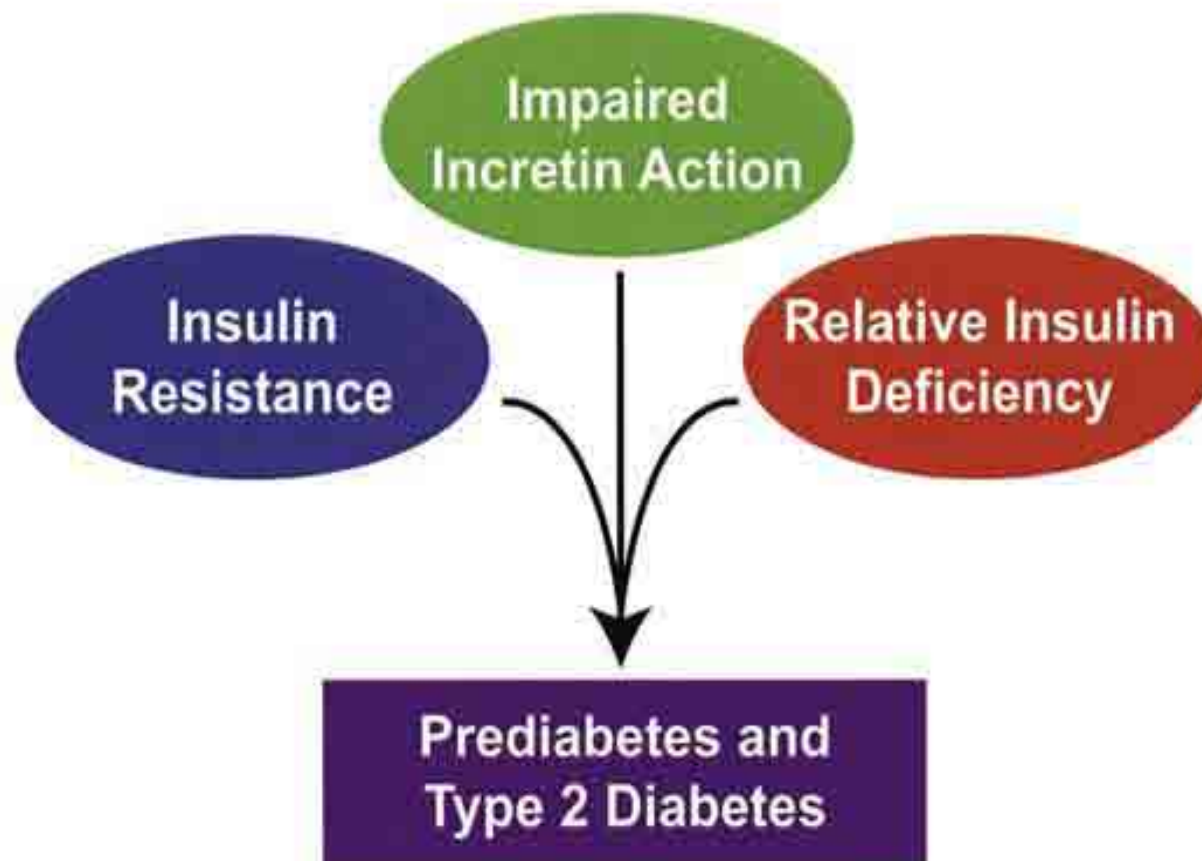 Impaired
Incretin Action
Insulin
Resistance
Relative Insulin
Deficiency
Prediabetes and
Type 2 Diabetes